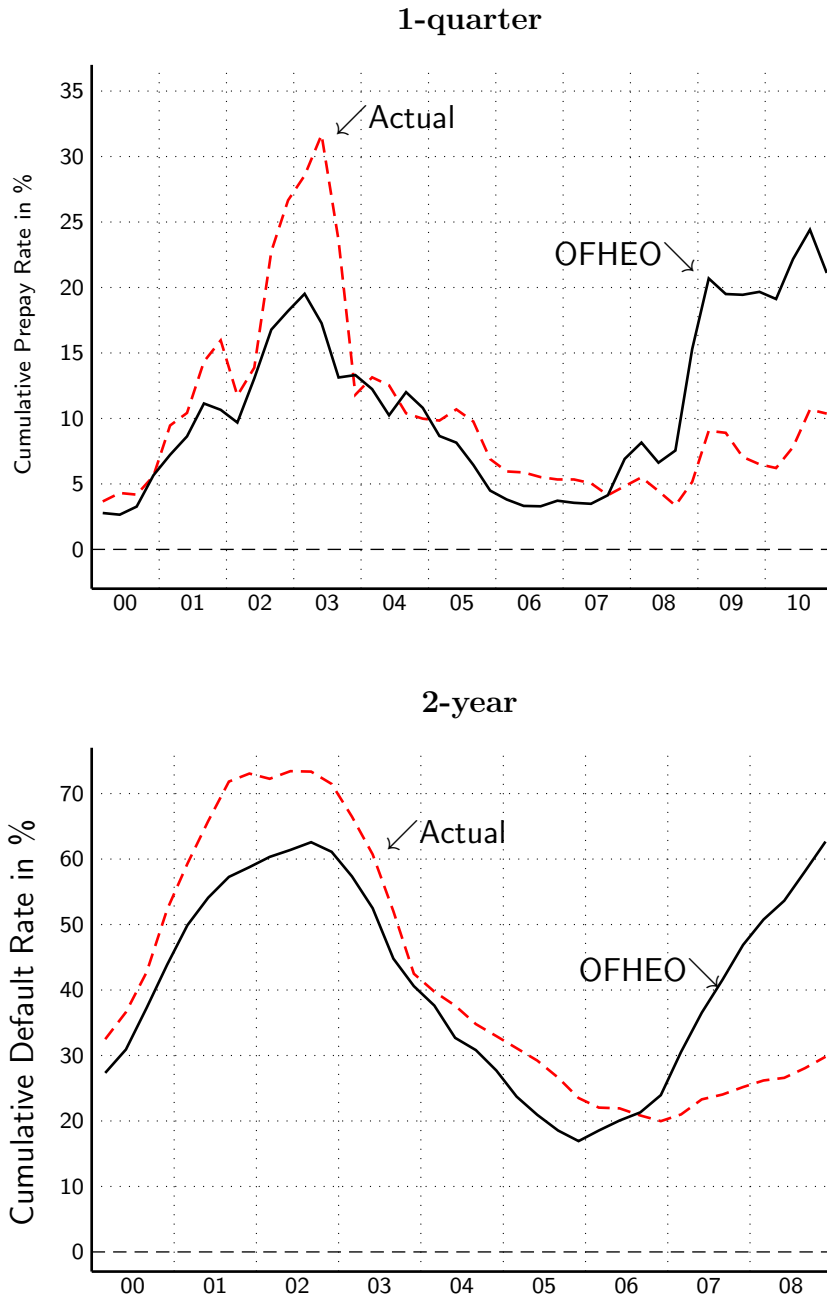 1-quarter
Cumulative Prepay Rate in %
35
30
25
20
15
10
5
0
Actual
OFHEO
00 01 02 03 04 05 06 07 08 09 10
2-year
Cumulative Default Rate in %
70
60
50
40
30
20
10
0
Actual
OFHEO
00 01 02 03 04 05 06 07 08